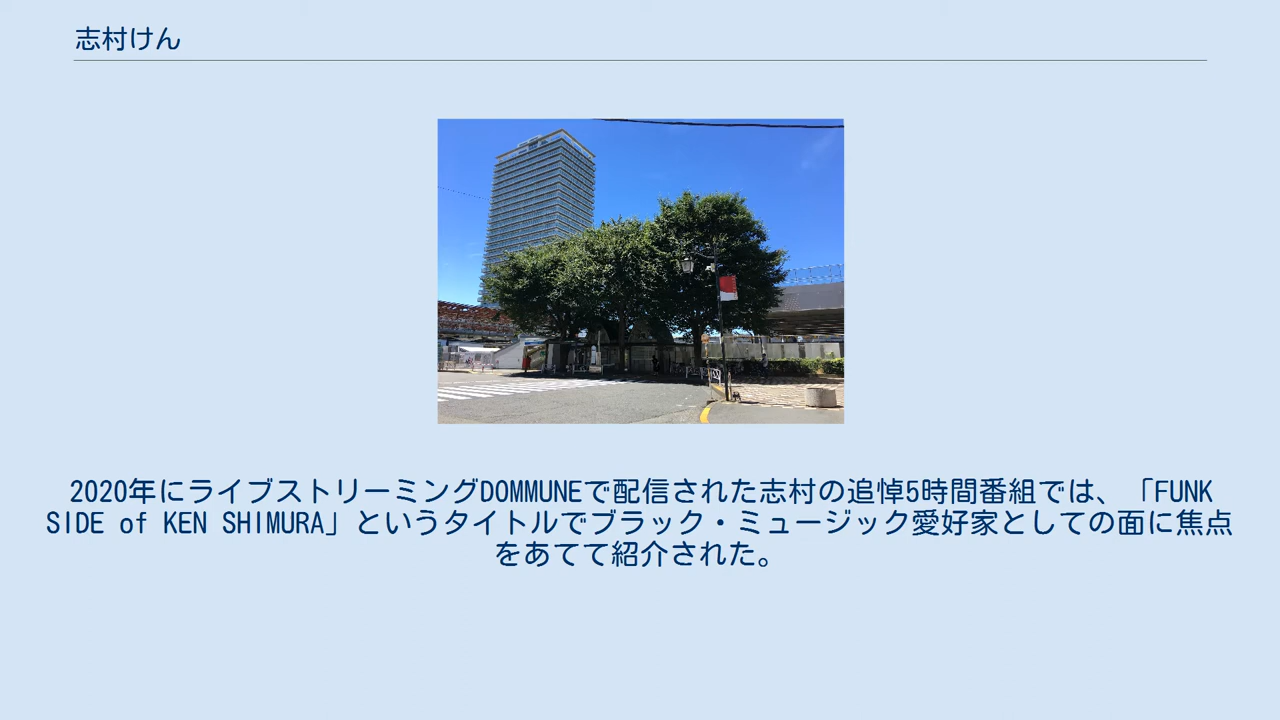 志村けん
2020年にライブストリーミングDOMMUNEで配信された志村の追悼5時間番組では、「FUNK
SIDE of KEN SHIMURA」というタイトルでブラック・ミュージック愛好家としての面に焦点
をあてて紹介された。